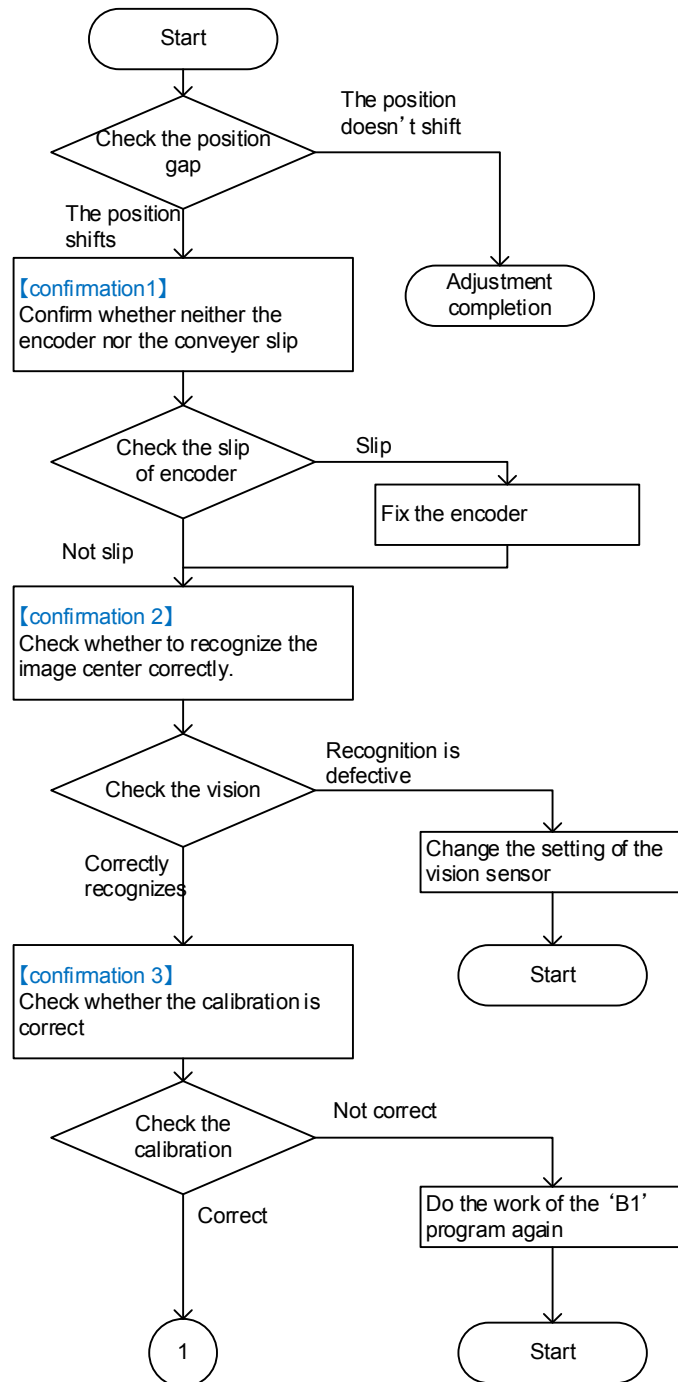 Start
Check the position
gap
The position
doesn’t shift
The position
shifts
Adjustment
completion
【confirmation1】
Confirm whether neither the
encoder nor the conveyer slip
Check the slip
of encoder
Slip
Fix the encoder
Not slip
【confirmation 2】
Check whether to recognize the
image center correctly.
Check the vision
Recognition is
defective
Change the setting of the
vision sensor
Start
Correctly
recognizes
【confirmation 3】
Check whether the calibration is
correct
Check the
calibration
Not correct
Do the work of the ‘B1’
program again
Start
Correct
1